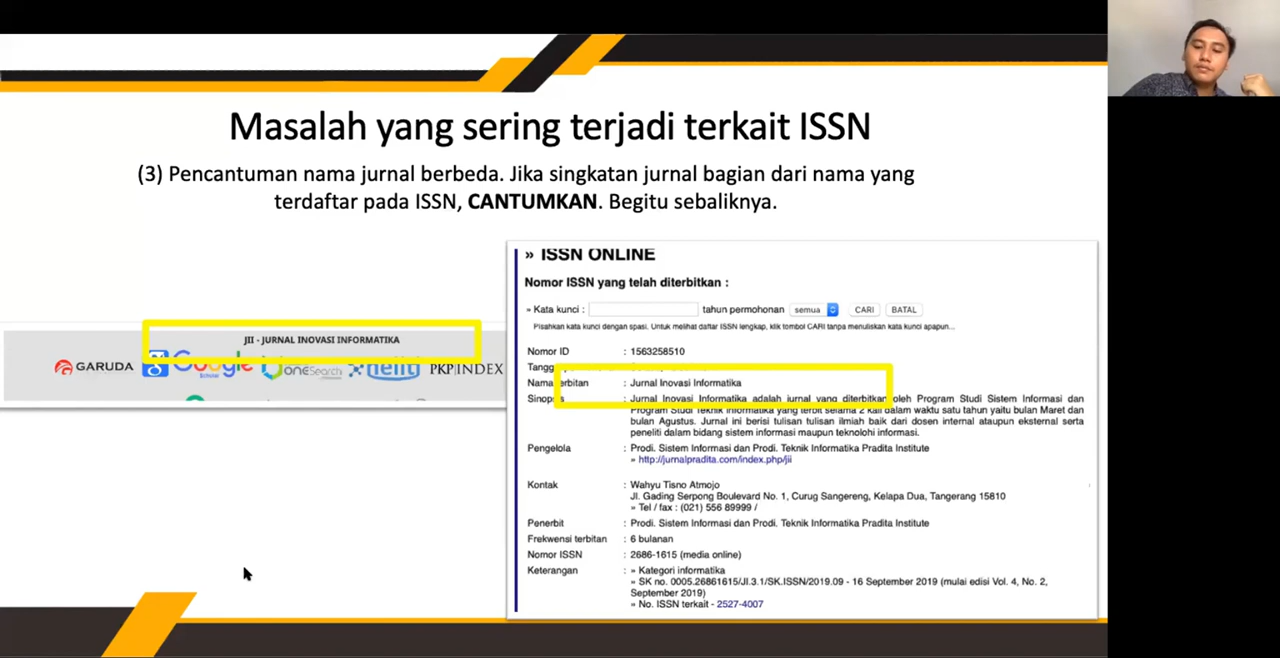 Masalah yang sering terjadi terkait ISSN
(3) Pencantuman nama jurnal berbeda. Jika singkatan jurnal bagian dari nama yang
terdaftar pada ISSN, CANTUMKAN. Begitu sebaliknya.
JII - JURNAL INOVASI INFORMATIKA
GARUDA Google Scholar OneSearch neliti PKP|INDEX
» ISSN ONLINE
Nomor ISSN yang telah diterbitkan :
» Kata kunci : tahun permohonan semua CARI BATAL
Pisahkan kata kunci dengan spasi. Untuk melihat daftar ISSN lengkap, klik tombol CARI tanpa menuliskan kata kunci apapun...
Nomor ID : 1563258510
Nama terbitan : Jurnal Inovasi Informatika
Sinopsis : Jurnal Inovasi Informatika adalah jurnal yang diterbitkan oleh Program Studi Sistem Informasi dan
Program Studi Teknik Informatika yang terbit selama 2 kali dalam waktu satu tahun yaitu bulan Maret dan
bulan Agustus. Jurnal ini berisi tulisan tulisan ilmiah baik dari dosen internal ataupun eksternal serta
peneliti dalam bidang sistem informasi maupun teknolohi informasi.
Pengelola : Prodi. Sistem Informasi dan Prodi. Teknik Informatika Pradita Institute
» http://jurnalpradita.com/index.php/jii
Kontak : Wahyu Tisno Atmojo
Jl. Gading Serpong Boulevard No. 1, Curug Sangereng, Kelapa Dua, Tangerang 15810
» Tel / fax : (021) 556 89999 /
Penerbit : Prodi. Sistem Informasi dan Prodi. Teknik Informatika Pradita Institute
Frekwensi terbitan : 6 bulanan
Nomor ISSN : 2686-1615 (media online)
Keterangan : » Kategori informatika
» SK no. 0005.26861615/JI.3.1/SK.ISSN/2019.09 - 16 September 2019 (mulai edisi Vol. 4, No. 2,
September 2019)
» No. ISSN terkait - 2527-4007